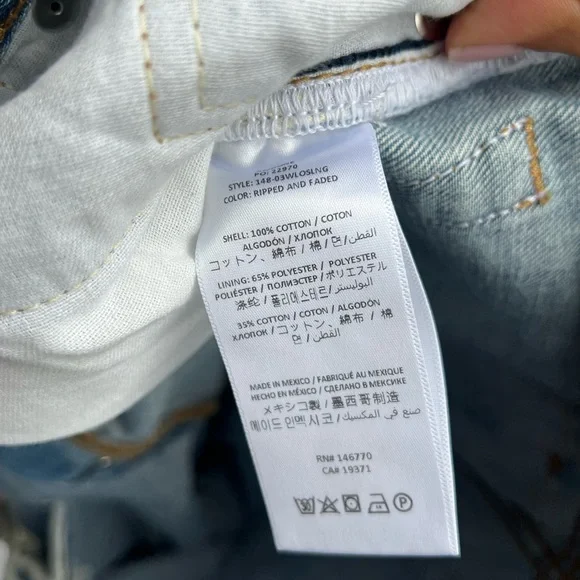 PO: 22970
STYLE: 148-03WLOSLNG
COLOR: RIPPED AND FADED
SHELL: 100% COTTON / COTON
ALGODÓN / ХЛОПОК
コットン、綿布 / 棉 / 면 / القطن
LINING: 65% POLYESTER / POLYESTER
POLIÉSTER / ПОЛИЭСТЕР / ポリエステル
涤纶 / 폴리에스테르 / البوليستر
35% COTTON / COTON / ALGODÓN
ХЛОПОК / コットン、綿布 / 棉
면 / القطن
MADE IN MEXICO / FABRIQUÉ AU MEXIQUE
HECHO EN MÉXICO / СДЕЛАНО В МЕКСИКЕ
メキシコ製 / 墨西哥制造
메이드 인 멕시코 / صنع في المكسيك
RN# 146770
CA# 19371
P